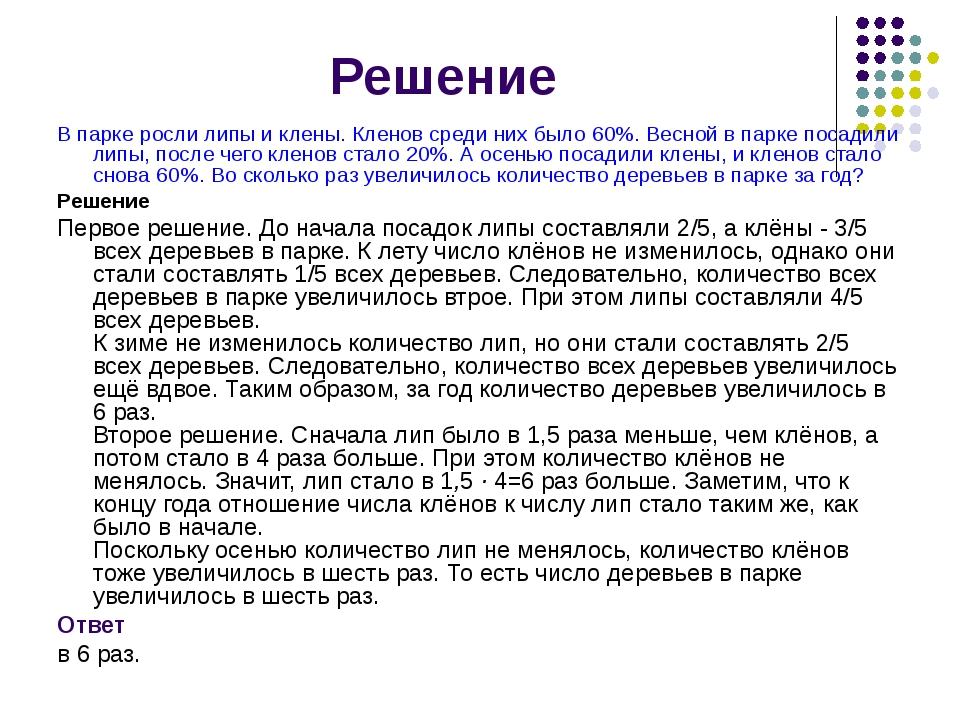 Решение
В парке росли липы и клены. Кленов среди них было 60%. Весной в парке посадили
липы, после чего кленов стало 20%. А осенью посадили клены, и кленов стало
снова 60%. Во сколько раз увеличилось количество деревьев в парке за год?
Решение
Первое решение. До начала посадок липы составляли 2/5, а клёны - 3/5
всех деревьев в парке. К лету число клёнов не изменилось, однако они
стали составлять 1/5 всех деревьев. Следовательно, количество всех
деревьев в парке увеличилось втрое. При этом липы составляли 4/5
всех деревьев.
К зиме не изменилось количество лип, но они стали составлять 2/5
всех деревьев. Следовательно, количество всех деревьев увеличилось
ещё вдвое. Таким образом, за год количество деревьев увеличилось в
6 раз.
Второе решение. Сначала лип было в 1,5 раза меньше, чем клёнов, а
потом стало в 4 раза больше. При этом количество клёнов не
менялось. Значит, лип стало в 1,5 · 4=6 раз больше. Заметим, что к
концу года отношение числа клёнов к числу лип стало таким же, как
было в начале.
Поскольку осенью количество лип не менялось, количество клёнов
тоже увеличилось в шесть раз. То есть число деревьев в парке
увеличилось в шесть раз.
Ответ
в 6 раз.